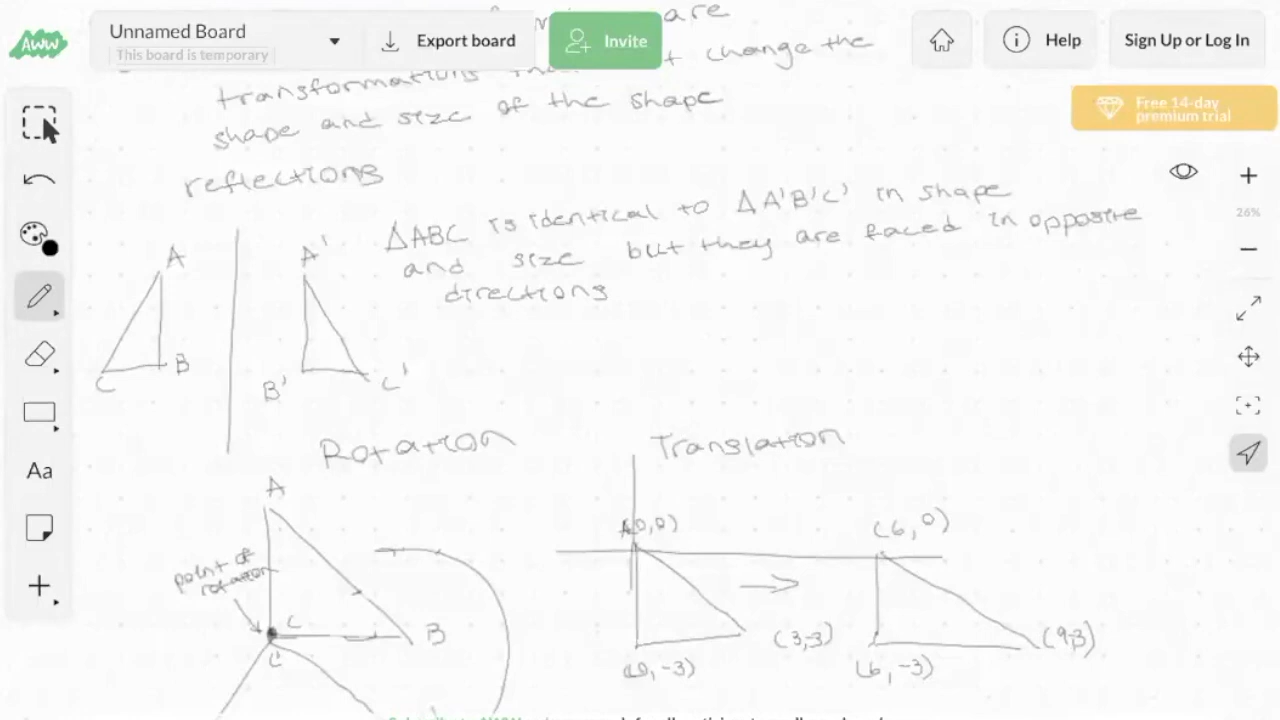 AWW
Unnamed Board
This board is temporary
Export board
Invite
Help
Sign Up or Log In
Free 14-day
premium trial
26%
Aa
are
transformations change the
shape and size of the shape
reflections
ΔABC is identical to ΔA'B'C' in shape
and size but they are faced in opposite
directions
A
B
C
A'
B'
C'
Rotation
A
point of
rotation
C
B
C'
Translation
(0,0)
(6,0)
(3,-3)
(0,-3)
(9,-3)
(6,-3)